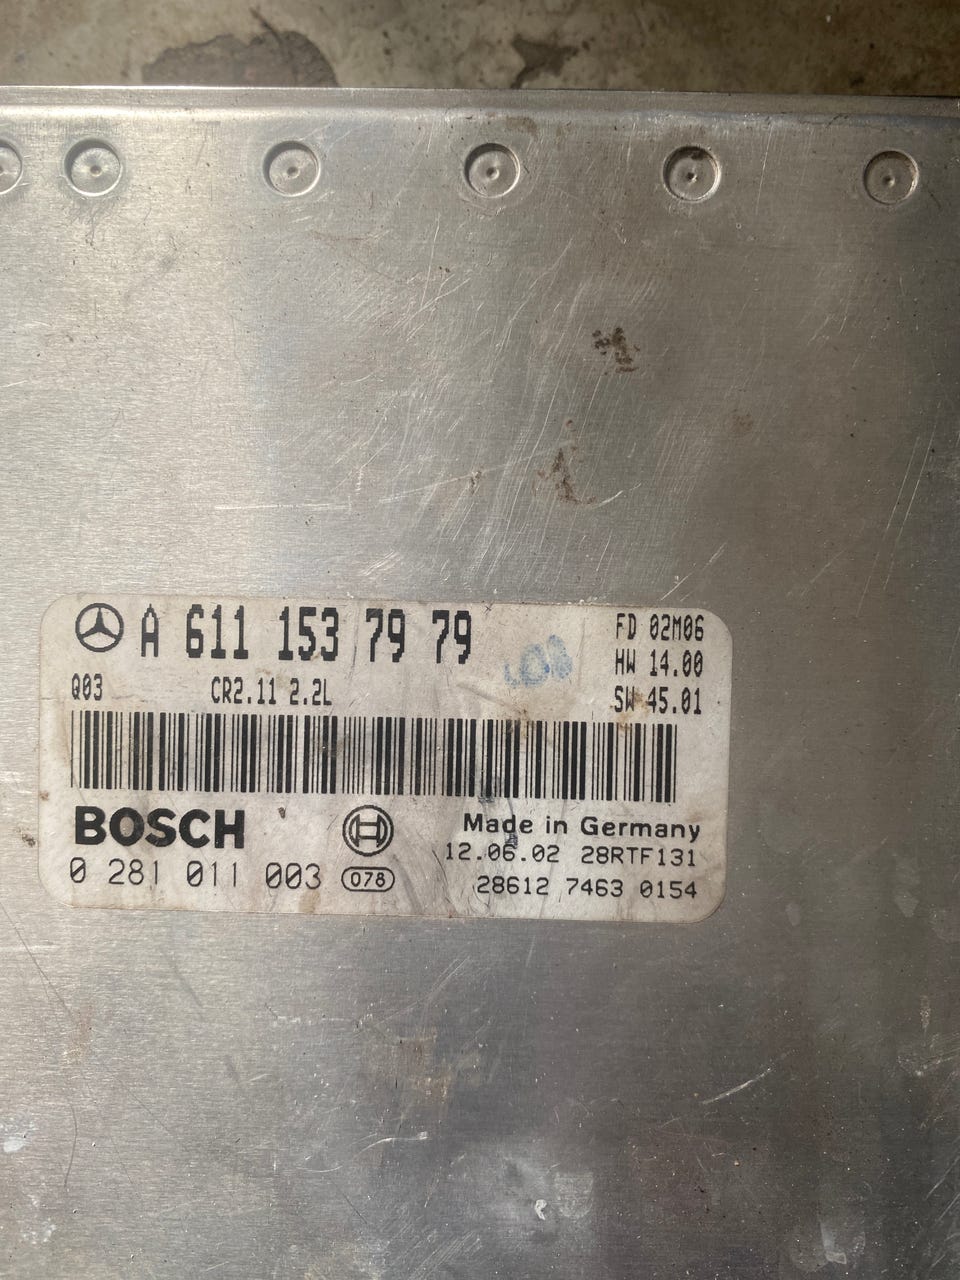 A 611 153 79 79
FD 02M06
HW 14.00
Q03 CR2.11 2.2L
SW 45.01
BOSCH
Made in Germany
12.06.02 28RTF131
0 281 011 003 078
28612 7463 0154